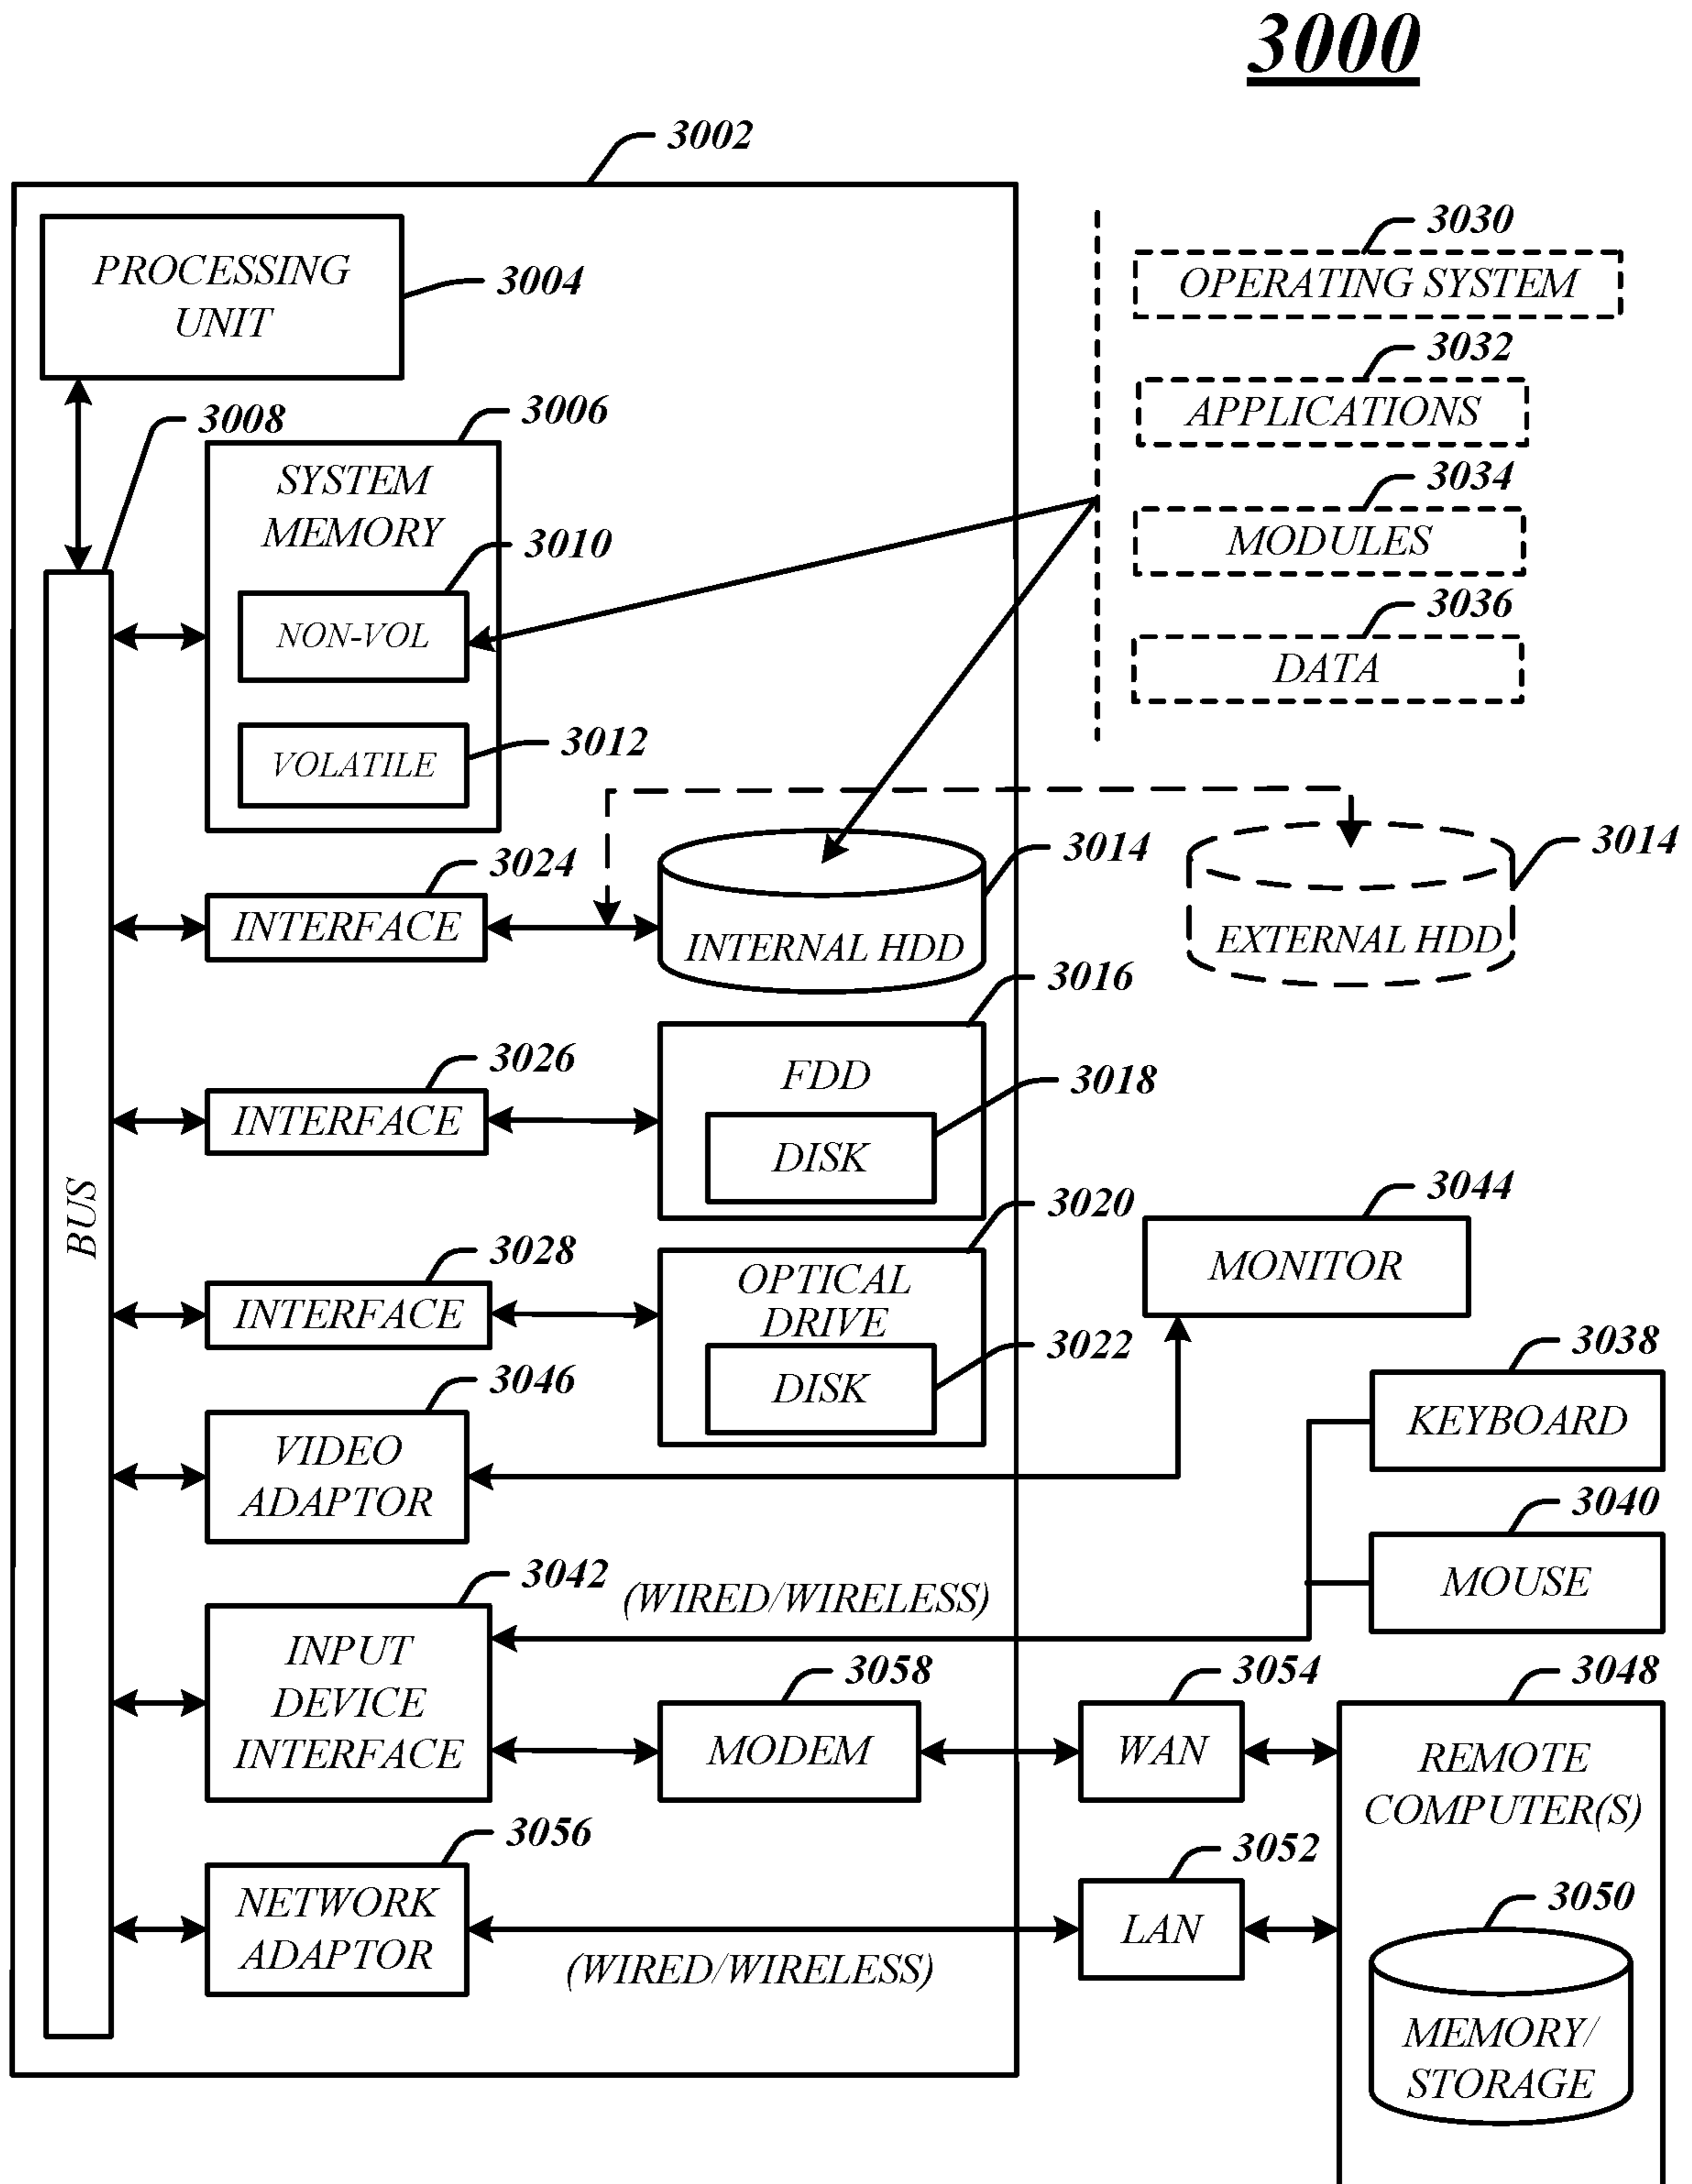 3000
3002
PROCESSING
UNIT
3004
3030
OPERATING SYSTEM
3032
APPLICATIONS
3034
MODULES
3036
DATA
3008
3006
SYSTEM
MEMORY
3010
NON-VOL
3012
VOLATILE
3024
INTERFACE
3014
INTERNAL HDD
3014
EXTERNAL HDD
3016
3026
INTERFACE
FDD
3018
DISK
BUS
3020
3028
INTERFACE
OPTICAL
DRIVE
3022
DISK
3044
MONITOR
3046
VIDEO
ADAPTOR
3038
KEYBOARD
3040
MOUSE
3042
(WIRED/WIRELESS)
INPUT
DEVICE
INTERFACE
3058
MODEM
3054
WAN
3048
REMOTE
COMPUTER(S)
3056
NETWORK
ADAPTOR
(WIRED/WIRELESS)
3052
LAN
3050
MEMORY/
STORAGE